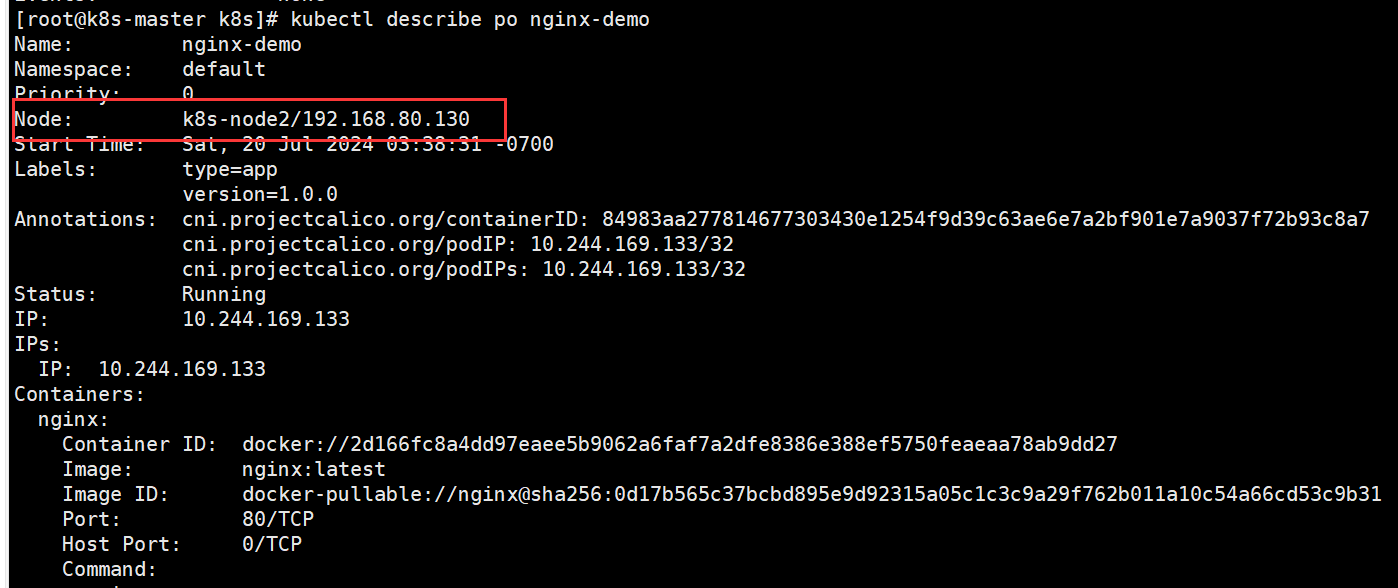 [root@k8s-master k8s]# kubectl describe po nginx-demo
Name:         nginx-demo
Namespace:    default
Priority:     0
Node:         k8s-node2/192.168.80.130
Start Time:   Sat, 20 Jul 2024 03:38:31 -0700
Labels:       type=app
              version=1.0.0
Annotations:  cni.projectcalico.org/containerID: 84983aa277814677303430e1254f9d39c63ae6e7a2bf901e7a9037f72b93c8a7
              cni.projectcalico.org/podIP: 10.244.169.133/32
              cni.projectcalico.org/podIPs: 10.244.169.133/32
Status:       Running
IP:           10.244.169.133
IPs:
  IP:  10.244.169.133
Containers:
  nginx:
    Container ID:  docker://2d166fc8a4dd97eaee5b9062a6faf7a2dfe8386e388ef5750feaeaa78ab9dd27
    Image:         nginx:latest
    Image ID:      docker-pullable://nginx@sha256:0d17b565c37bcbd895e9d92315a05c1c3c9a29f762b011a10c54a66cd53c9b31
    Port:          80/TCP
    Host Port:     0/TCP
    Command: